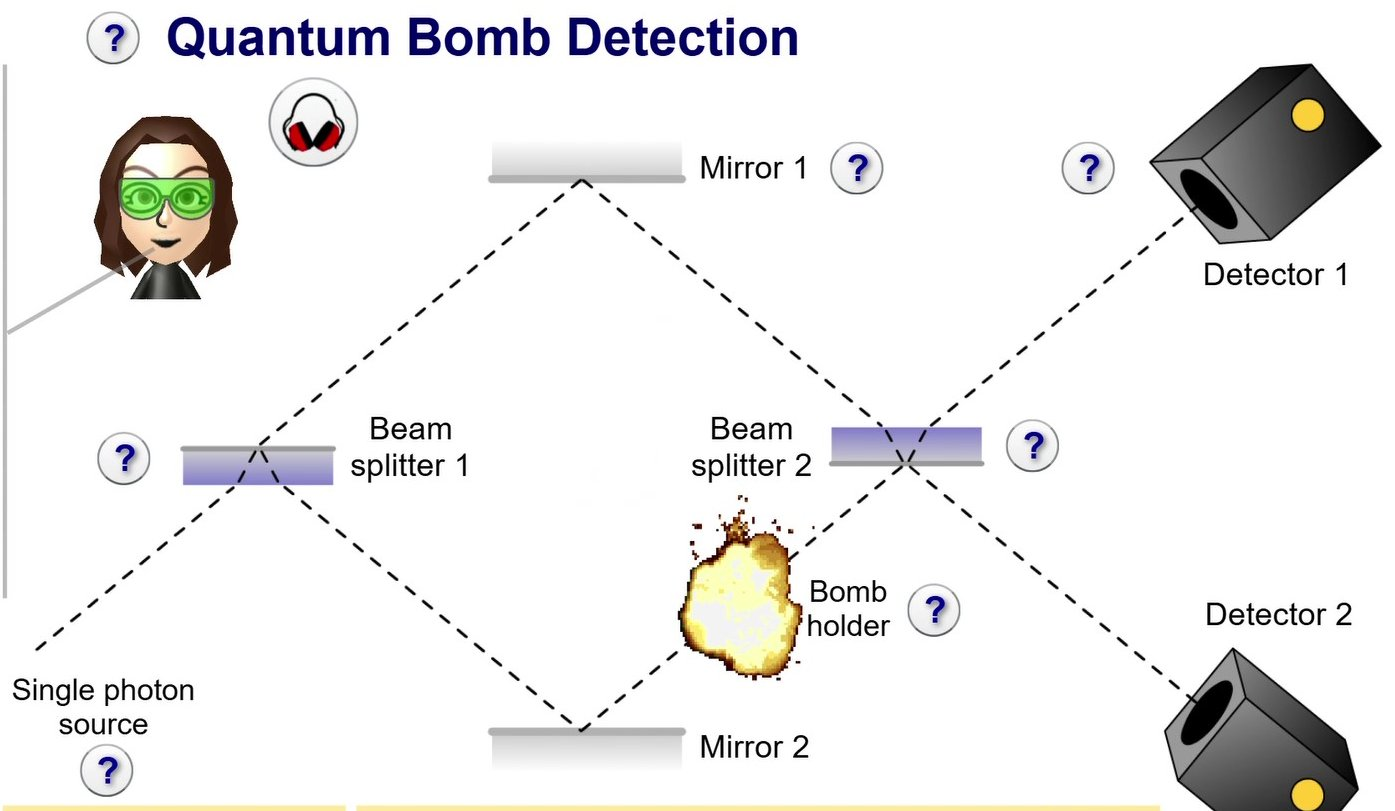 ? Quantum Bomb Detection
Mirror 1 ?
?
Detector 1
?
Beam
splitter 1
Beam
splitter 2
?
Bomb
holder
?
Detector 2
Single photon
source
?
Mirror 2